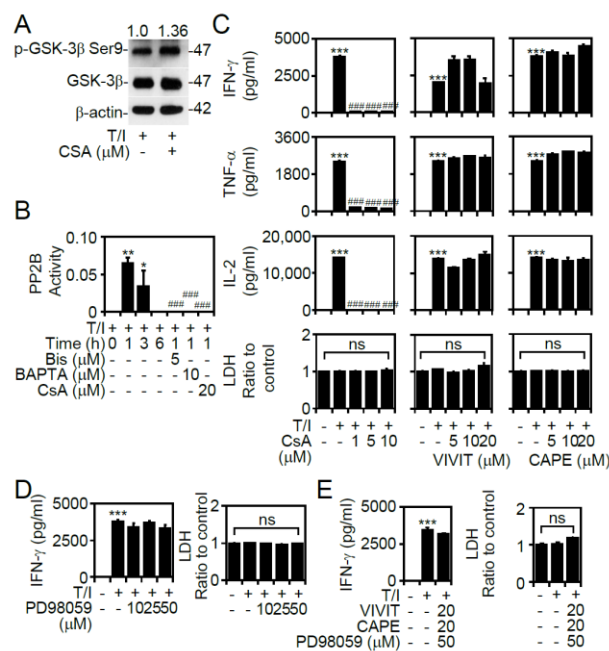 A
1.0 1.36
p-GSK-3β Ser9- -47
GSK-3β- -47
β-actin- -42
T/I + +
CSA (μM) - +
B
PP2B
Activity
0.10
0.05
0.00
** * ### ### ###
T/I + + + + + + +
Time (h) 0 1 3 6 1 1 1
Bis (μM) - - - - 5 - -
BAPTA (μM) - - - - - 10 -
CsA (μM) - - - - - - 20
C
IFN-γ
(pg/ml)
5000
2500
0
*** ### ### ###
***
***
TNF-α
(pg/ml)
3600
2400
1200
0
*** ### ### ###
***
***
IL-2
(pg/ml)
20,000
10,000
0
*** ### ### ###
***
***
LDH
Ratio to
control
2
1
0
ns ns ns
T/I - + + + + - + + + + - + + + +
CsA - - 1 5 10 - - 5 10 20 - - 5 10 20
(μM) VIVIT (μM) CAPE (μM)
D
IFN-γ (pg/ml)
5000
2500
0
***
LDH
Ratio to control
2
1
0
ns
T/I - + + + + - + + + +
PD98059 - - 10 25 50 - - 10 25 50
(μM)
E
IFN-γ (pg/ml)
5000
2500
0
***
LDH
Ratio to control
2
1
0
ns
T/I - + + - + +
VIVIT - - 20 - - 20
CAPE - - 20 - - 20
PD98059 (μM) - - 50 - - 50